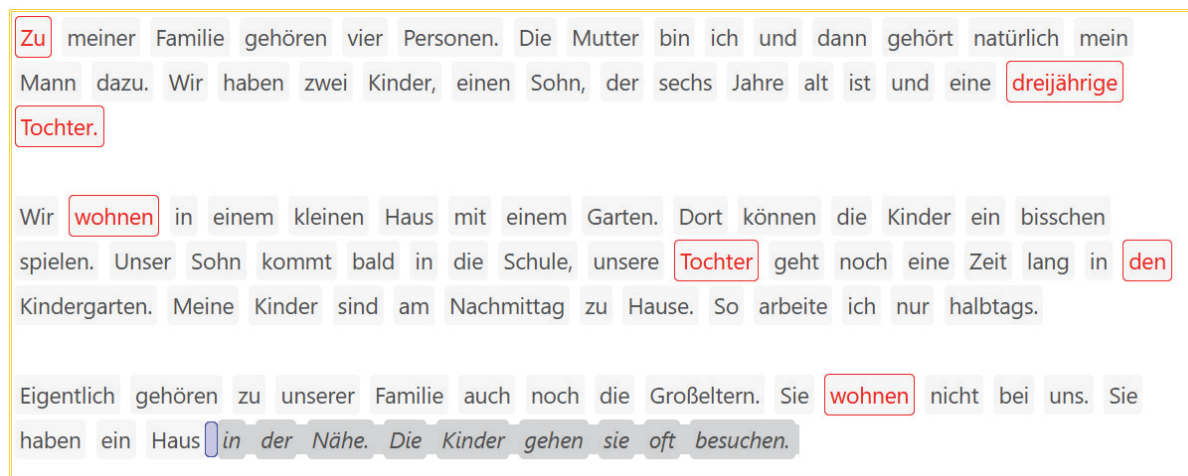 Zu meiner Familie gehören vier Personen. Die Mutter bin ich und dann gehört natürlich mein
Mann dazu. Wir haben zwei Kinder, einen Sohn, der sechs Jahre alt ist und eine dreijährige
Tochter.
Wir wohnen in einem kleinen Haus mit einem Garten. Dort können die Kinder ein bisschen
spielen. Unser Sohn kommt bald in die Schule, unsere Tochter geht noch eine Zeit lang in den
Kindergarten. Meine Kinder sind am Nachmittag zu Hause. So arbeite ich nur halbtags.
Eigentlich gehören zu unserer Familie auch noch die Großeltern. Sie wohnen nicht bei uns. Sie
haben ein Haus in der Nähe. Die Kinder gehen sie oft besuchen.